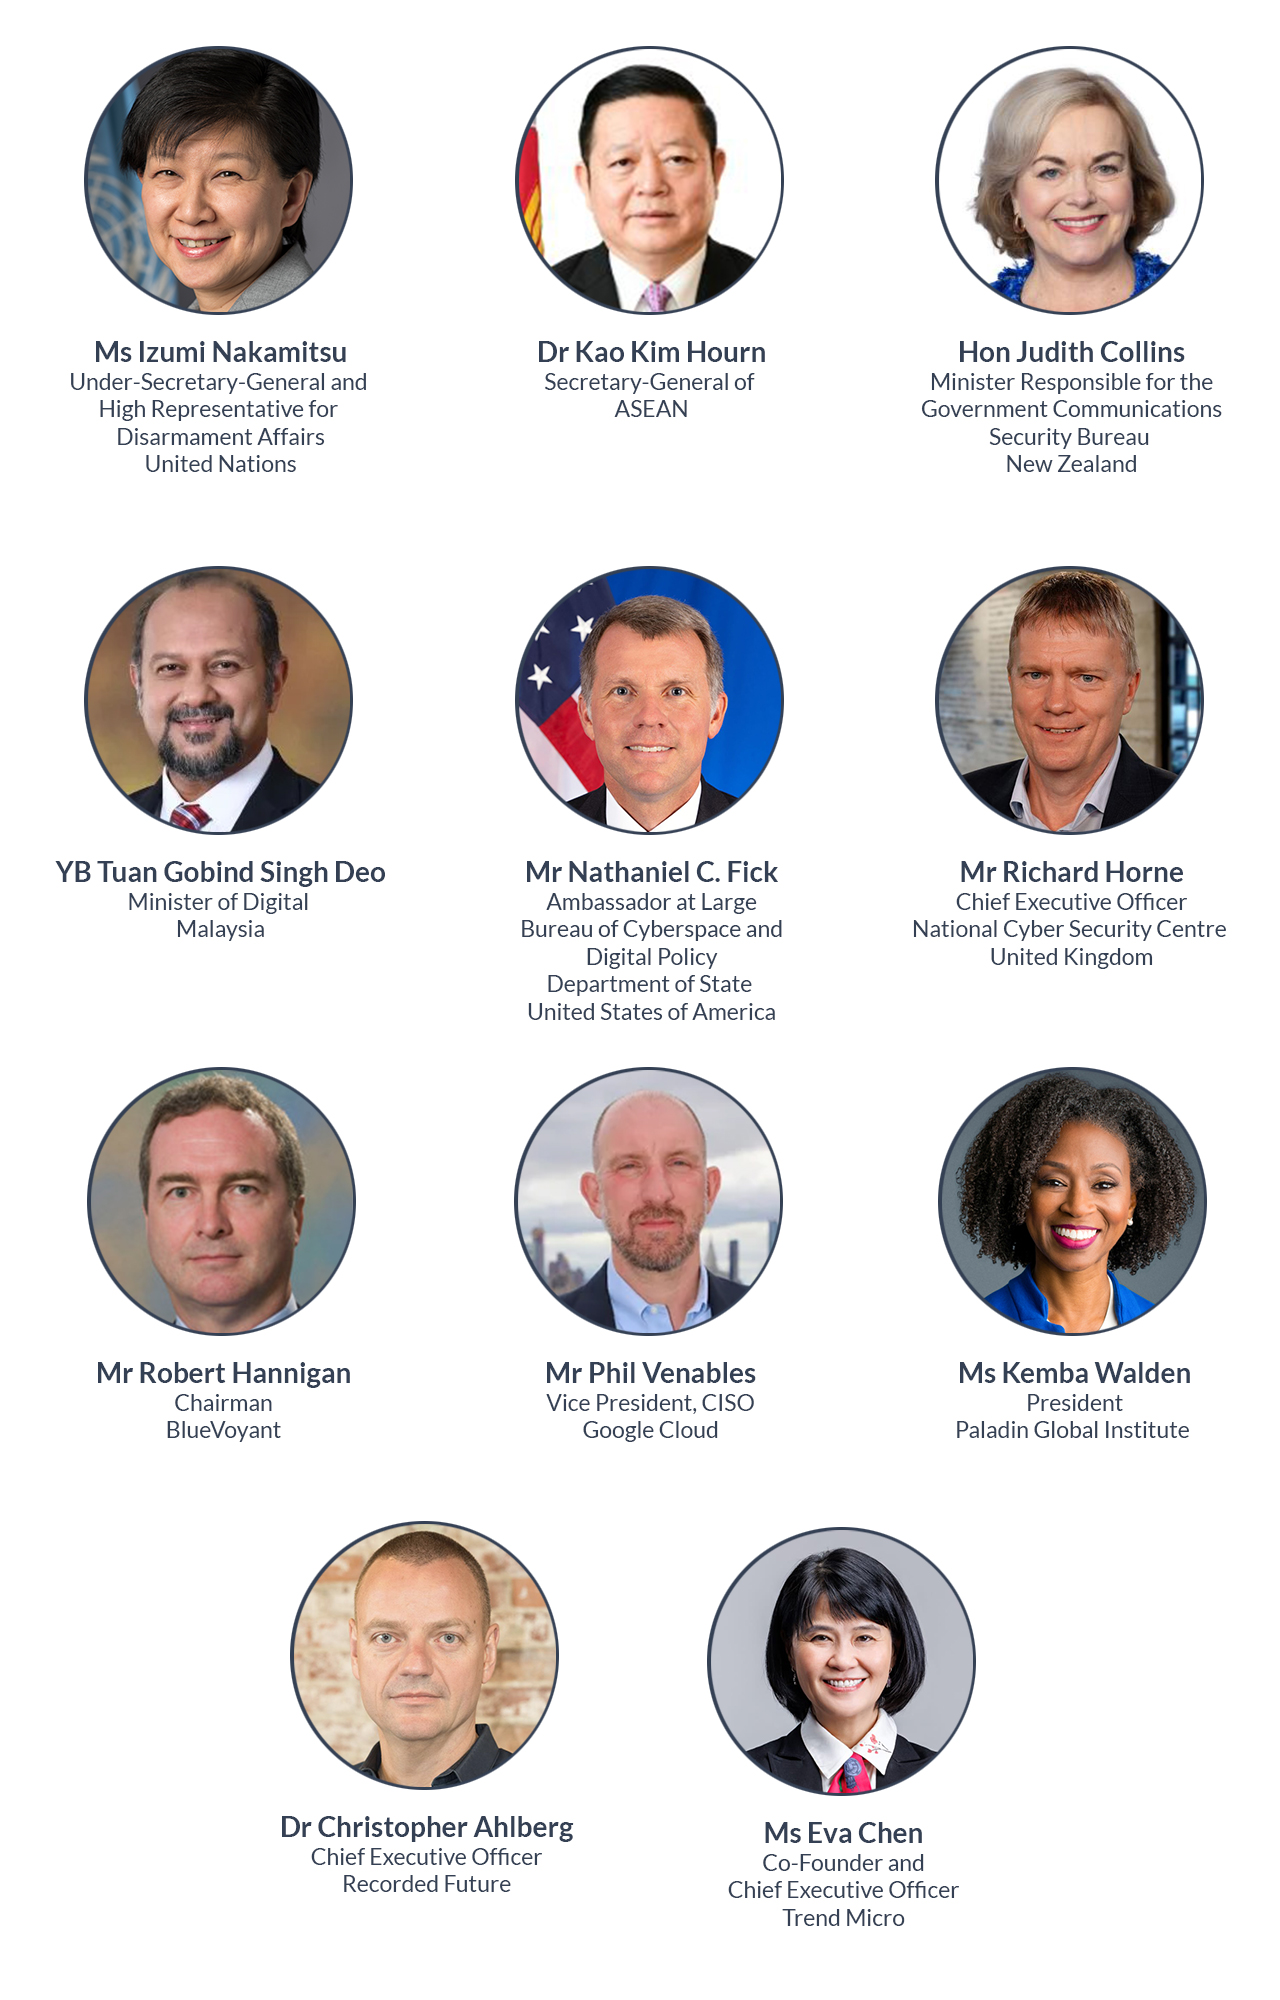 Ms Izumi Nakamitsu
Under-Secretary-General and
High Representative for
Disarmament Affairs
United Nations
Dr Kao Kim Hourn
Secretary-General of
ASEAN
Hon Judith Collins
Minister Responsible for the
Government Communications
Security Bureau
New Zealand
YB Tuan Gobind Singh Deo
Minister of Digital
Malaysia
Mr Nathaniel C. Fick
Ambassador at Large
Bureau of Cyberspace and
Digital Policy
Department of State
United States of America
Mr Richard Horne
Chief Executive Officer
National Cyber Security Centre
United Kingdom
Mr Robert Hannigan
Chairman
BlueVoyant
Mr Phil Venables
Vice President, CISO
Google Cloud
Ms Kemba Walden
President
Paladin Global Institute
Dr Christopher Ahlberg
Chief Executive Officer
Recorded Future
Ms Eva Chen
Co-Founder and
Chief Executive Officer
Trend Micro